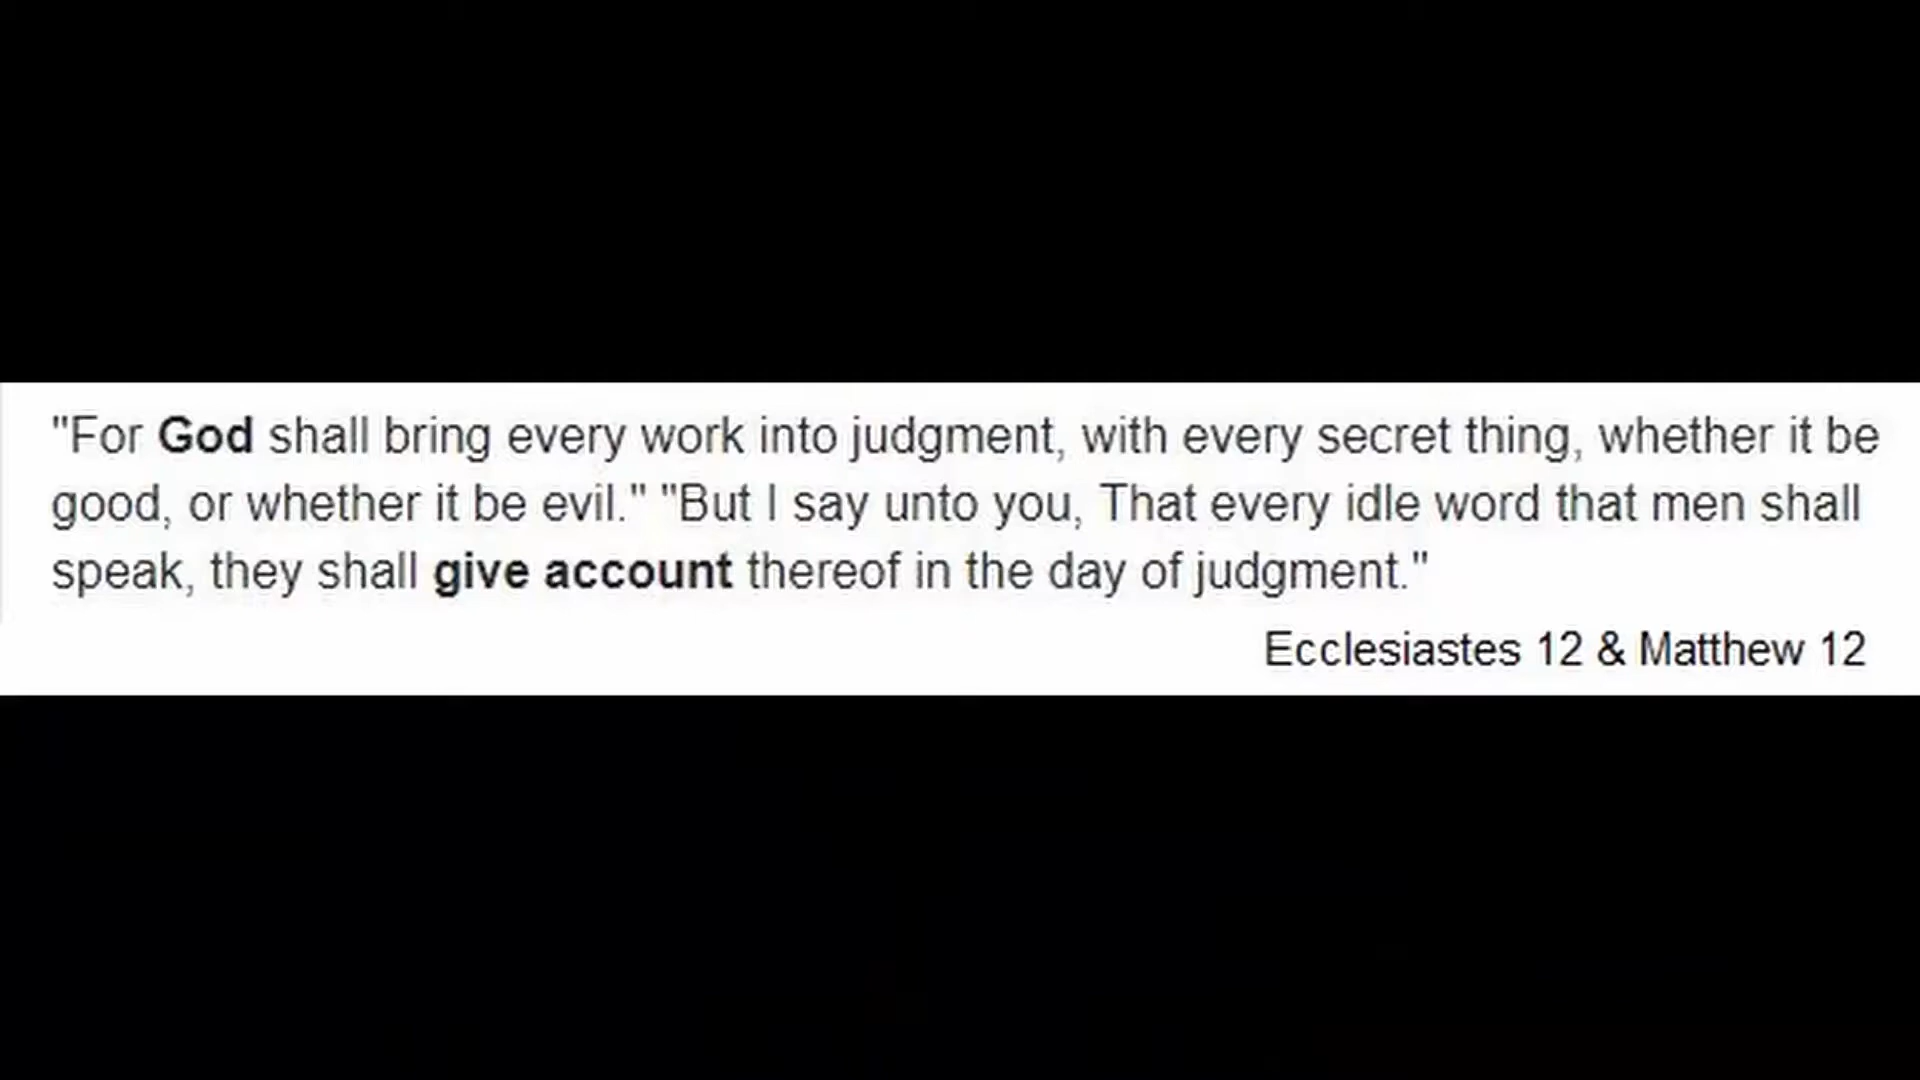 "For God shall bring every work into judgment, with every secret thing, whether it be
good, or whether it be evil." "But I say unto you, That every idle word that men shall
speak, they shall give account thereof in the day of judgment."
Ecclesiastes 12 & Matthew 12